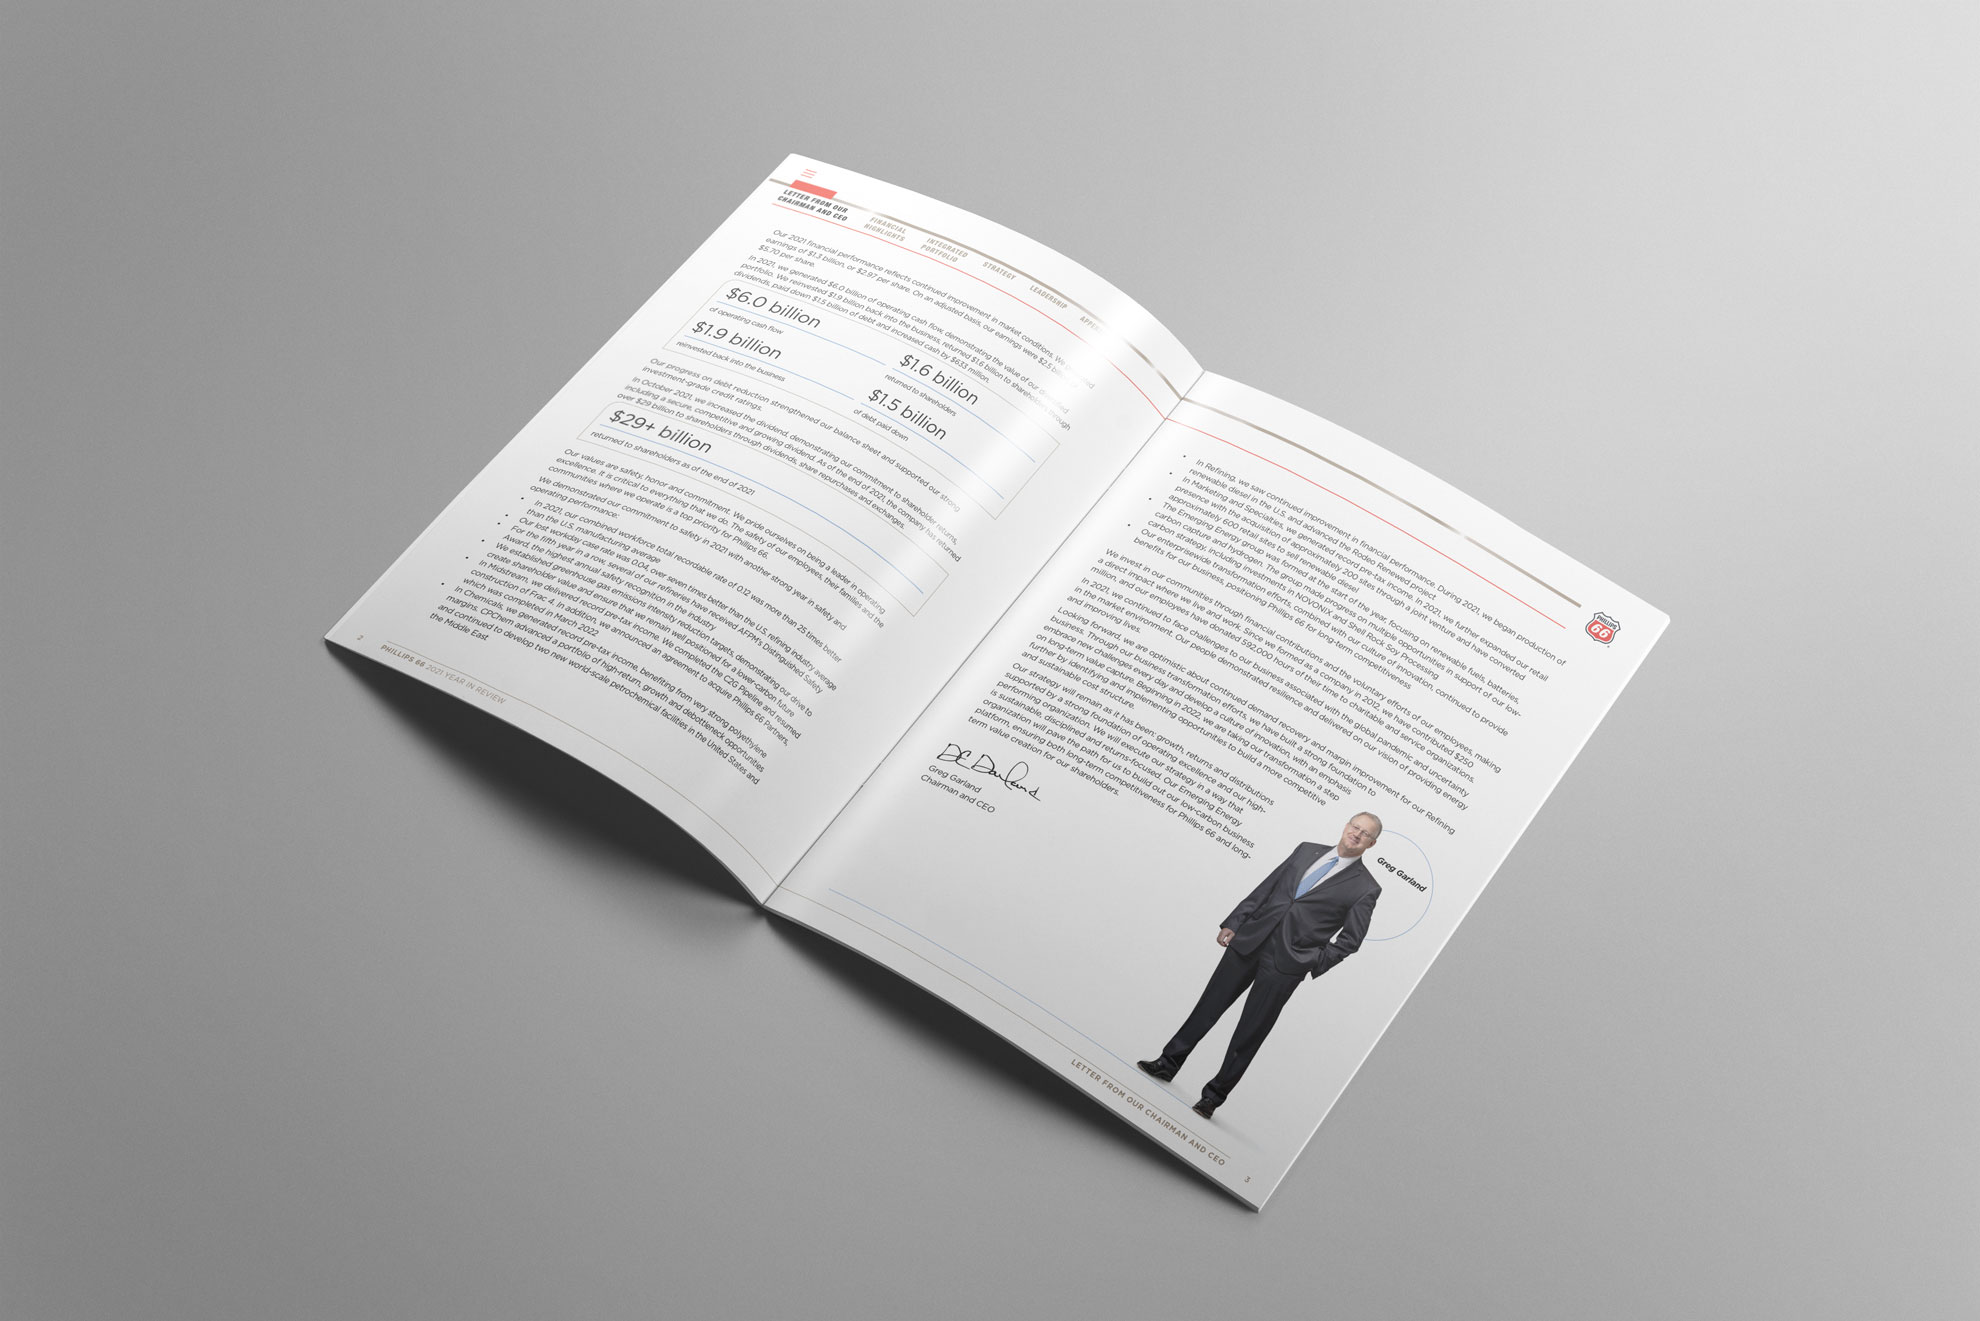 LETTER FROM OUR
CHAIRMAN AND CEO
FINANCIAL
HIGHLIGHTS
INTEGRATED
PORTFOLIO
STRATEGY
LEADERSHIP
Our 2021 financial performance reflects continued improvement in market conditions. We
earnings of $1.3 billion, or $2.97 per share. On an adjusted basis, our earnings were $2.5
$5.70 per share.
In 2021, we generated $6.0 billion of operating cash flow, demonstrating the value of our diversified
portfolio. We reinvested $1.9 billion back into the business, returned $1.6 billion to shareholders through
dividends, paid down $1.5 billion of debt and increased cash by $633 million.
$6.0 billion
of operating cash flow
$1.9 billion
reinvested back into the business
$1.6 billion
returned to shareholders
$1.5 billion
of debt paid down
Our progress on debt reduction strengthened our balance sheet and supported our strong
investment-grade credit ratings.
In October 2021, we increased the dividend, demonstrating our commitment to shareholder returns,
including a secure, competitive and growing dividend. As of the end of 2021, the company has returned
over $29 billion to shareholders through dividends, share repurchases and exchanges.
$29+ billion
returned to shareholders as of the end of 2021
Our values are safety, honor and commitment. We pride ourselves on being a leader in operating
excellence. It is critical to everything that we do. The safety of our employees, their families and the
communities where we operate is a top priority for Phillips 66.
We demonstrated our commitment to safety in 2021 with another strong year in safety and
operating performance:
• In 2021, our combined workforce total recordable rate of 0.12 was more than 25 times better
than the U.S. manufacturing average
• Our lost workday case rate was 0.04, over seven times better than the U.S. refining industry average
• For the fifth year in a row, several of our refineries have received AFPM's Distinguished Safety
Award, the highest annual safety recognition in the industry
• We established greenhouse gas emissions intensity reduction targets, demonstrating our drive to
create shareholder value and ensure that we remain well positioned for a lower-carbon future
• In Midstream, we delivered record pre-tax income. We completed the C2G Pipeline and resumed
construction of Frac 4. In addition, we announced an agreement to acquire Phillips 66 Partners,
which was completed in March 2022
• In Chemicals, we generated record pre-tax income, benefiting from very strong polyethylene
margins. CPChem advanced a portfolio of high-return, growth and debottleneck opportunities
and continued to develop two new world-scale petrochemical facilities in the United States and
the Middle East
2
PHILLIPS 66 2021 YEAR IN REVIEW
PHILLIPS
66
• In Refining, we saw continued improvement in financial performance. During 2021, we began production of
renewable diesel in the U.S. and advanced the Rodeo Renewed project
• In Marketing and Specialties, we generated record pre-tax income. In 2021, we further expanded our retail
presence with the acquisition of approximately 200 sites through a joint venture and have converted
approximately 600 retail sites to sell renewable diesel
• The Emerging Energy group was formed at the start of the year, focusing on renewable fuels, batteries,
carbon capture and hydrogen. The group made progress on multiple opportunities in support of our low-
carbon strategy, including investments in NOVONIX and Shell Rock Soy Processing
• Our enterprisewide transformation efforts, combined with our culture of innovation, continued to provide
benefits for our business, positioning Phillips 66 for long-term competitiveness
We invest in our communities through financial contributions and the voluntary efforts of our employees, making
a direct impact where we live and work. Since we formed as a company in 2012, we have contributed $250
million, and our employees have donated 592,000 hours of their time to charitable and service organizations.
In 2021, we continued to face challenges to our business associated with the global pandemic and uncertainty
in the market environment. Our people demonstrated resilience and delivered on our vision of providing energy
and improving lives.
Looking forward, we are optimistic about continued demand recovery and margin improvement for our Refining
business. Through our business transformation efforts, we have built a strong foundation to
embrace new challenges every day and develop a culture of innovation, with an emphasis
on long-term value capture. Beginning in 2022, we are taking our transformation a step
further by identifying and implementing opportunities to build a more competitive
and sustainable cost structure.
Our strategy will remain as it has been: growth, returns and distributions
supported by a strong foundation of operating excellence and our high-
performing organization. We will execute our strategy in a way that
is sustainable, disciplined and returns-focused. Our Emerging Energy
organization will pave the path for us to build out our low-carbon business
platform, ensuring both long-term competitiveness for Phillips 66 and long-
term value creation for our shareholders.
Greg Garland
Chairman and CEO
Greg Garland
LETTER FROM OUR CHAIRMAN AND CEO
3